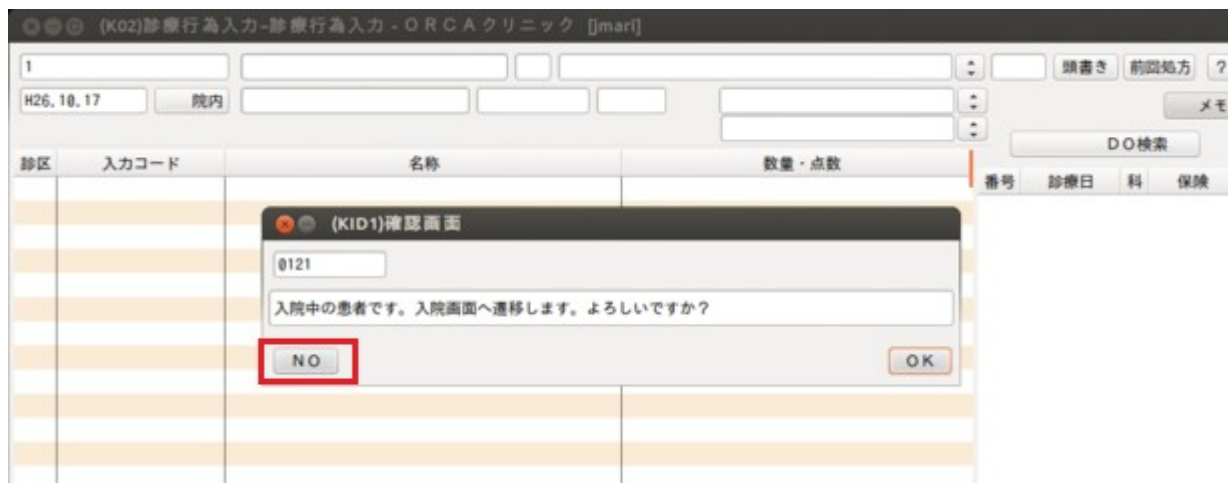 (K02)診療行為入力-診療行為入力 - ORCAクリニック [jmari]
1 頭書き 前回処方 ?
H26.10.17 院内 メモ
DO検索
診区 入力コード 名称 数量・点数
番号 診療日 科 保険
(KID1)確認画面
0121
入院中の患者です。入院画面へ遷移します。よろしいですか?
NO OK